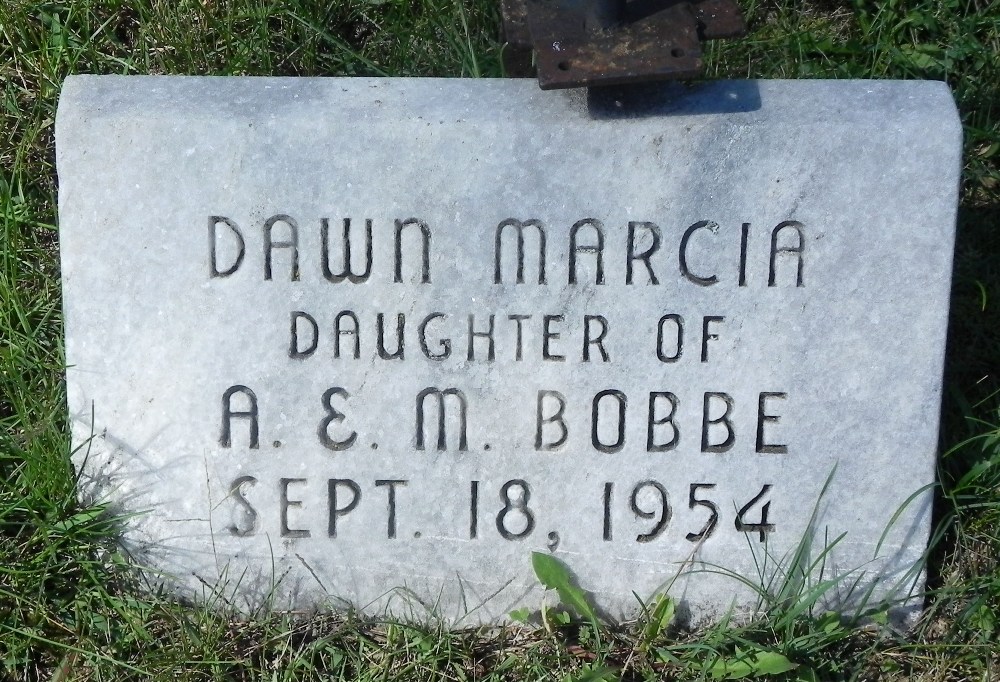 DAWN MARCIA
DAUGHTER OF
A. E. M. BOBBE
SEPT. 18, 1954